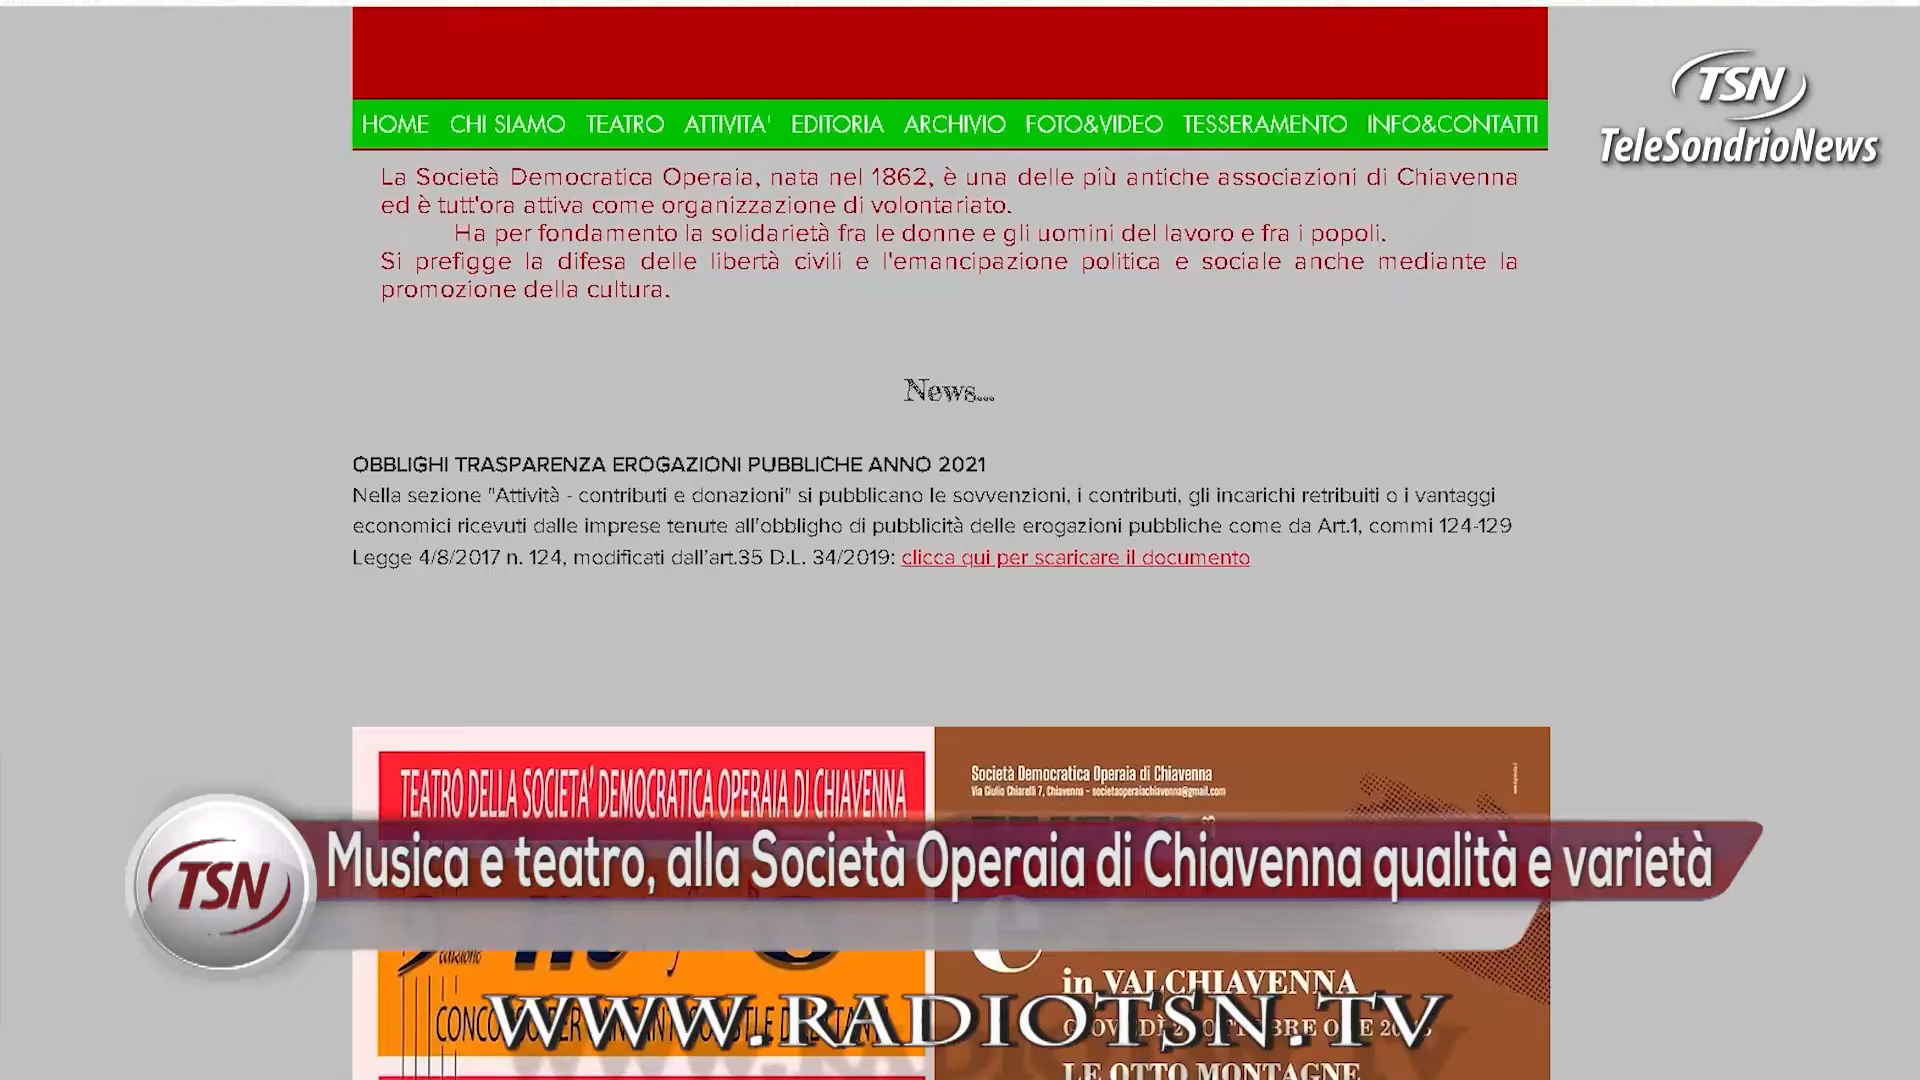 TSN
TeleSondrioNews
HOME CHI SIAMO TEATRO ATTIVITA' EDITORIA ARCHIVIO FOTO&VIDEO TESSERAMENTO INFO&CONTATTI
La Società Democratica Operaia, nata nel 1862, è una delle più antiche associazioni di Chiavenna
ed è tutt'ora attiva come organizzazione di volontariato.
Ha per fondamento la solidarietà fra le donne e gli uomini del lavoro e fra i popoli.
Si prefigge la difesa delle libertà civili e l'emancipazione politica e sociale anche mediante la
promozione della cultura.
News...
OBBLIGHI TRASPARENZA EROGAZIONI PUBBLICHE ANNO 2021
Nella sezione "Attività - contributi e donazioni" si pubblicano le sovvenzioni, i contributi, gli incarichi retribuiti o i vantaggi
economici ricevuti dalle imprese tenute all'obbligho di pubblicità delle erogazioni pubbliche come da Art.1, commi 124-129
Legge 4/8/2017 n. 124, modificati dall'art.35 D.L. 34/2019: clicca qui per scaricare il documento
TEATRO DELLA SOCIETA' DEMOCRATICA OPERAIA DI CHIAVENNA
Società Democratica Operaia di Chiavenna
Via Giulio Chiarelli 7, Chiavenna - societaoperaiachiavenna@gmail.com
TSN
Musica e teatro, alla Società Operaia di Chiavenna qualità e varietà
edizione
in VALCHIAVENNA
WWW.RADIOTSN.TV
LE OTTO MONTAGNE